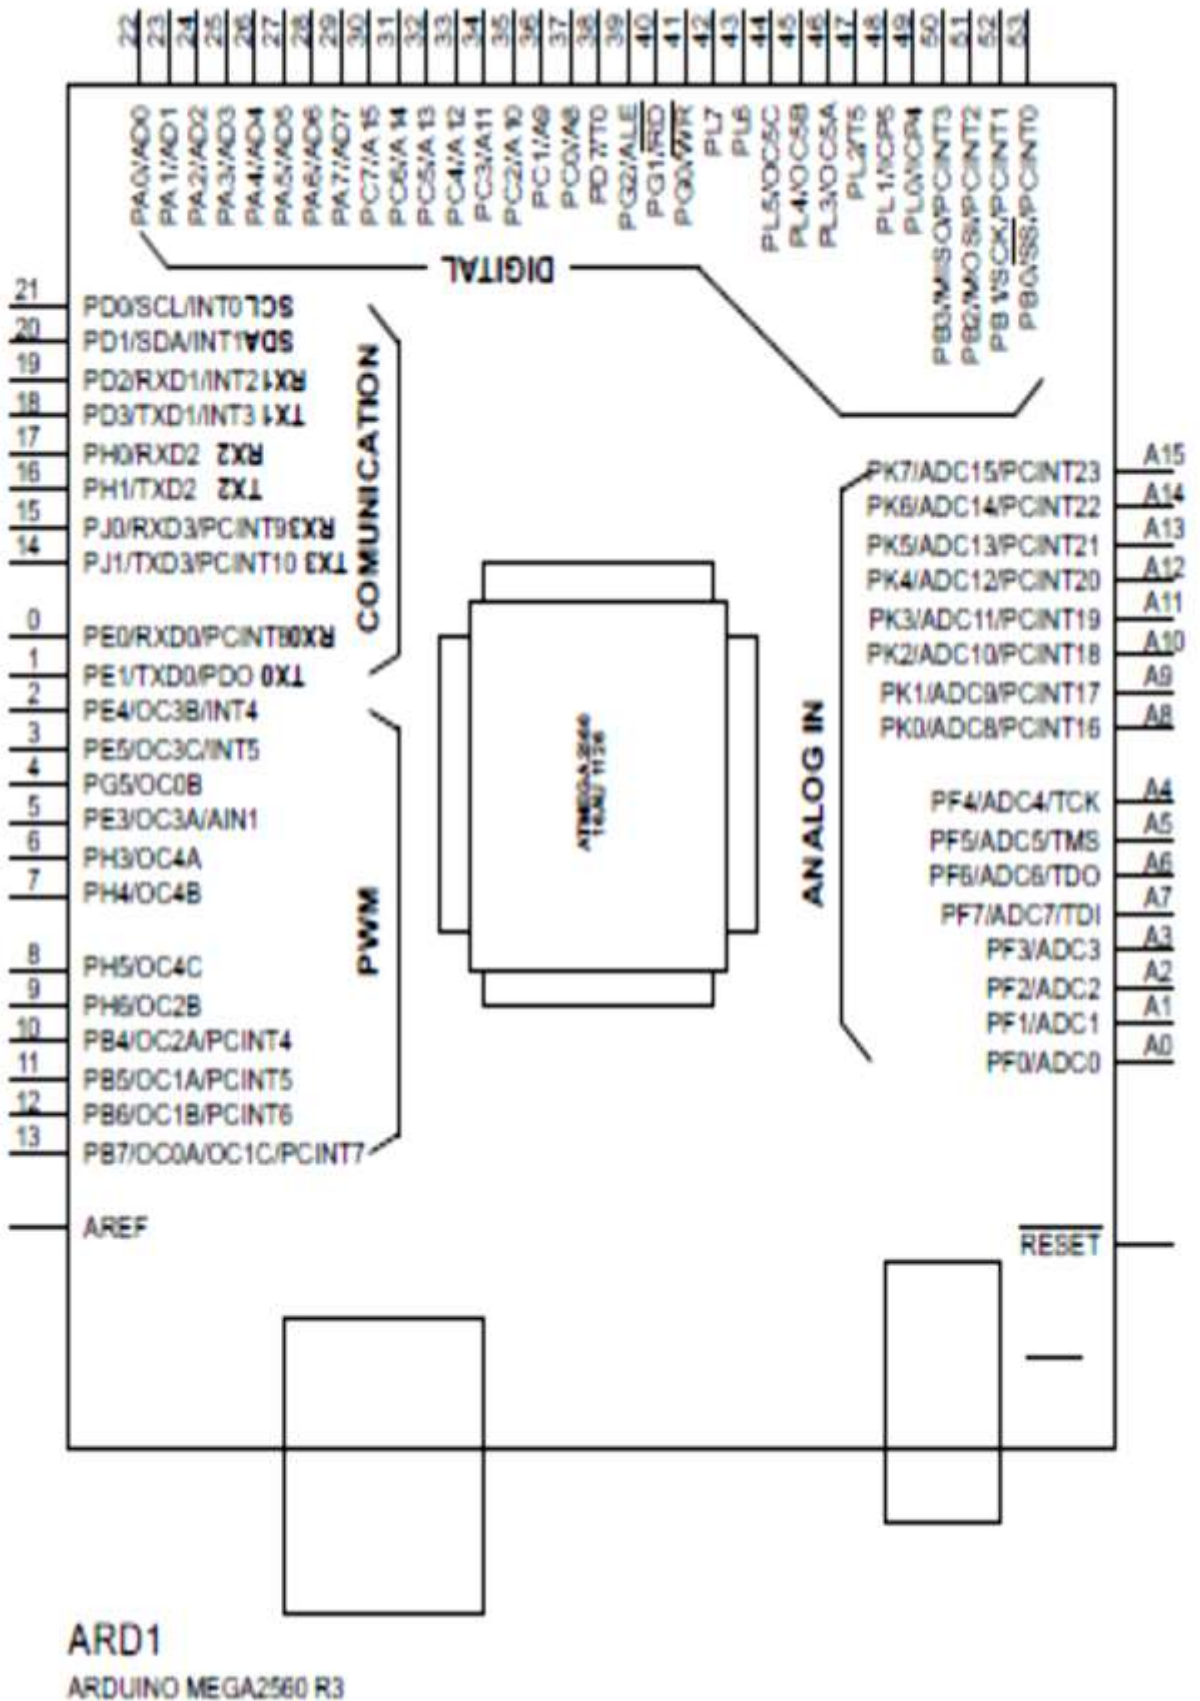 22 23 24 25 26 27 28 29 30 31 32 33 34 35 36 37 38 39 40 41 42 43 44 45 46 47 48 49 50 51 52 53
PA0/AD0
PA1/AD1
PA2/AD2
PA3/AD3
PA4/AD4
PA5/AD5
PA6/AD6
PA7/AD7
PC7/A15
PC6/A14
PC5/A13
PC4/A12
PC3/A11
PC2/A10
PC1/A9
PC0/A8
PD7/T0
PG2/ALE
PG1/RD
PG0/WR
PL7
PL6
PL5/OC5C
PL4/OC5B
PL3/OC5A
PL2/T5
PL1/ICP5
PL0/ICP4
PB3/MISO/PCINT3
PB2/MOSI/PCINT2
PB1/SCK/PCINT1
PB0/SS/PCINT0
DIGITAL
21 PD0/SCL/INT0 SCL
20 PD1/SDA/INT1 SDA
19 PD2/RXD1/INT2 RX1
18 PD3/TXD1/INT3 TX1
17 PH0/RXD2 RX2
16 PH1/TXD2 TX2
15 PJ0/RXD3/PCINT9 RX3
14 PJ1/TXD3/PCINT10 TX3
0 PE0/RXD0/PCINT8 RX0
1 PE1/TXD0/PDO TX0
COMUNICATION
2 PE4/OC3B/INT4
3 PE5/OC3C/INT5
4 PG5/OC0B
5 PE3/OC3A/AIN1
6 PH3/OC4A
7 PH4/OC4B
8 PH5/OC4C
9 PH6/OC2B
10 PB4/OC2A/PCINT4
11 PB5/OC1A/PCINT5
12 PB6/OC1B/PCINT6
13 PB7/OC0A/OC1C/PCINT7
PWM
AREF
ATMEGA2560
16AU 1126
ANALOG IN
PK7/ADC15/PCINT23 A15
PK6/ADC14/PCINT22 A14
PK5/ADC13/PCINT21 A13
PK4/ADC12/PCINT20 A12
PK3/ADC11/PCINT19 A11
PK2/ADC10/PCINT18 A10
PK1/ADC9/PCINT17 A9
PK0/ADC8/PCINT16 A8
PF4/ADC4/TCK A4
PF5/ADC5/TMS A5
PF6/ADC6/TDO A6
PF7/ADC7/TDI A7
PF3/ADC3 A3
PF2/ADC2 A2
PF1/ADC1 A1
PF0/ADC0 A0
RESET
ARD1
ARDUINO MEGA2560 R3